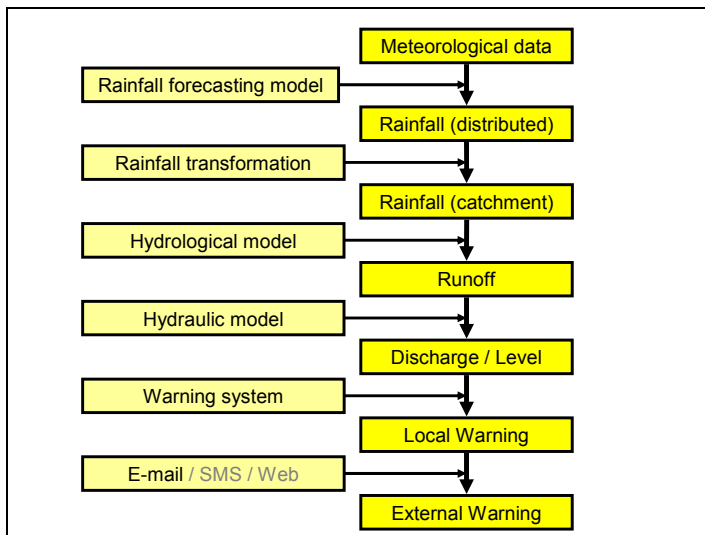 Meteorological data
Rainfall forecasting model
Rainfall (distributed)
Rainfall transformation
Rainfall (catchment)
Hydrological model
Runoff
Hydraulic model
Discharge / Level
Warning system
Local Warning
E-mail / SMS / Web
External Warning